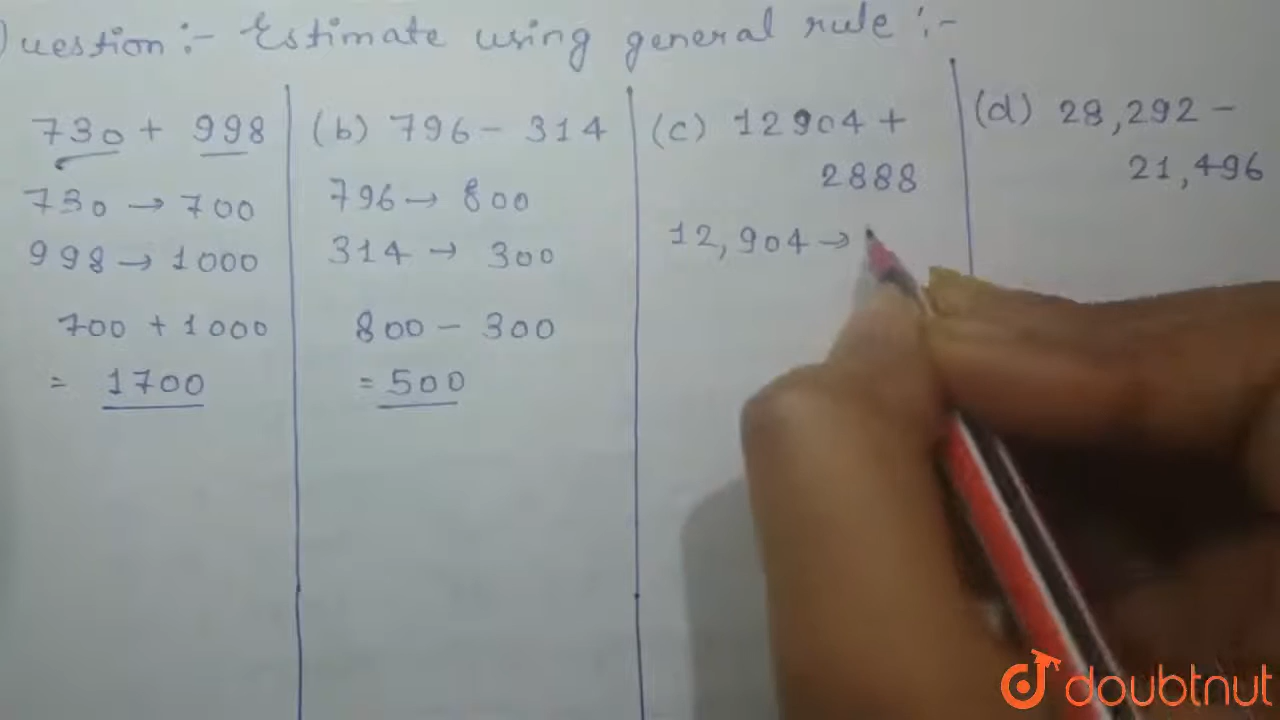 Question :- Estimate using general rule :-
730 + 998
730 → 700
998 → 1000
700 + 1000
= 1700
(b) 796 - 314
796 → 800
314 → 300
800 - 300
= 500
(c) 12904 +
2888
12,904 →
(d) 28,292 -
21,496
doubtnut